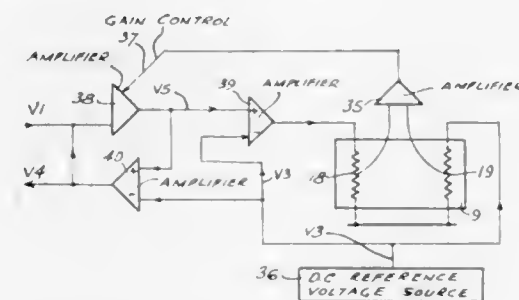 GAIN CONTROL
37
AMPLIFIER
38
V1
V5
39
AMPLIFIER
35
AMPLIFIER
V4
40
AMPLIFIER
V3
18
19
9
V3
36
D.C. REFERENCE
VOLTAGE SOURCE